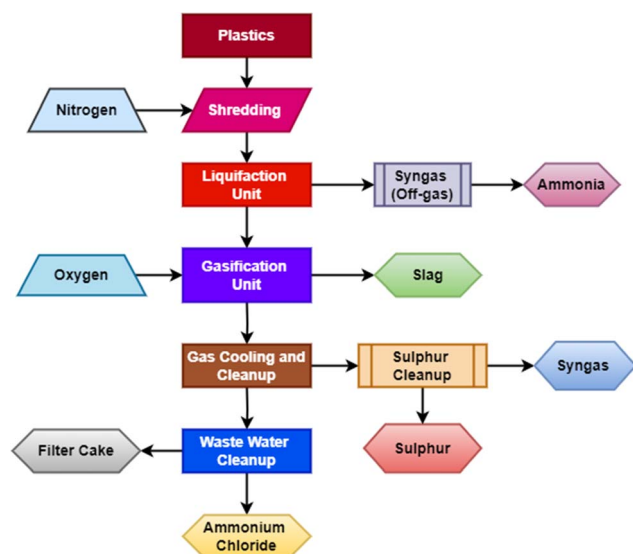 Plastics
Nitrogen
Shredding
Liquifaction
Unit
Syngas
(Off-gas)
Ammonia
Oxygen
Gasification
Unit
Slag
Gas Cooling and
Cleanup
Sulphur
Cleanup
Syngas
Filter Cake
Waste Water
Cleanup
Sulphur
Ammonium
Chloride